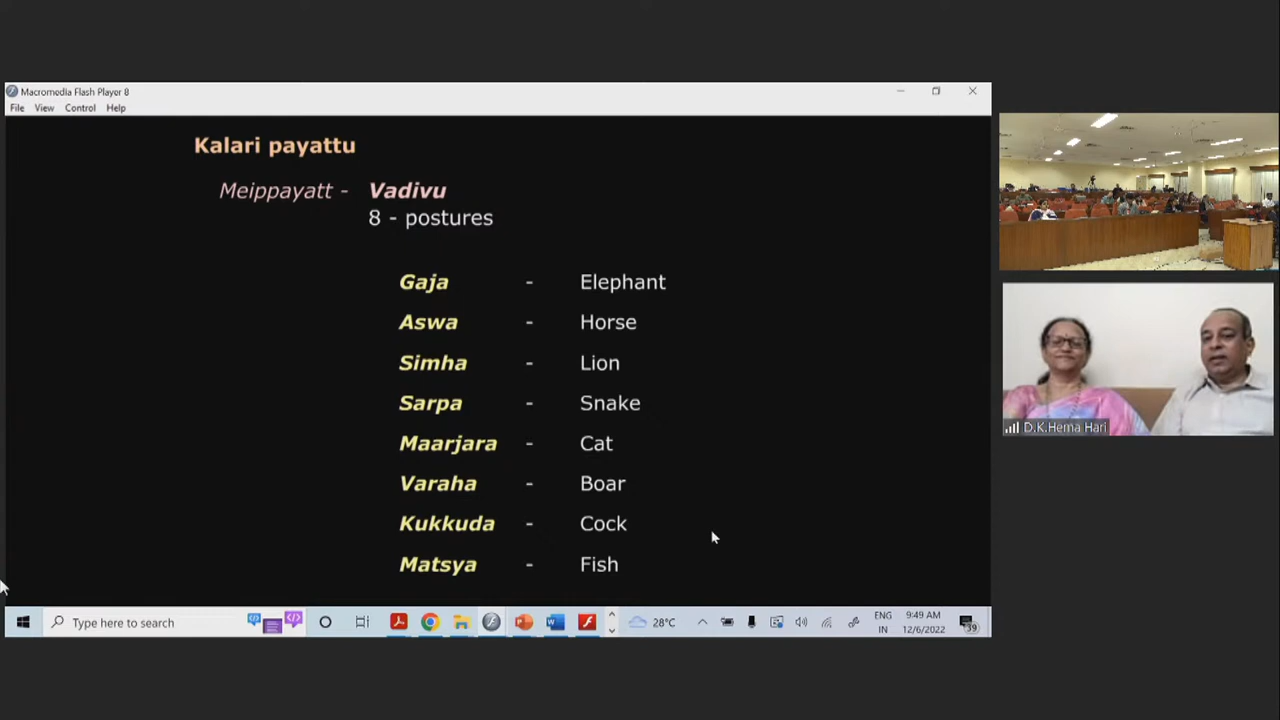 Macromedia Flash Player 8
File View Control Help
Kalari payattu
Meippayatt - Vadivu
8 - postures
Gaja - Elephant
Aswa - Horse
Simha - Lion
Sarpa - Snake
Maarjara - Cat
Varaha - Boar
Kukkuda - Cock
Matsya - Fish
D.K.Hema Hari
Type here to search
28°C
ENG
IN
9:49 AM
12/6/2022
39